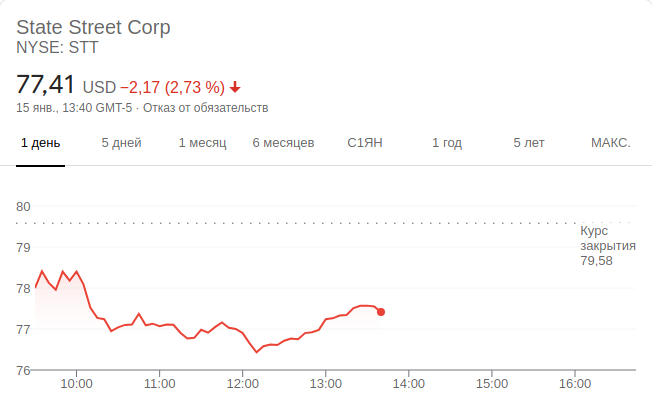 State Street Corp
NYSE: STT
77,41 USD −2,17 (2,73 %)
15 янв., 13:40 GMT-5 · Отказ от обязательств
1 день 5 дней 1 месяц 6 месяцев С1ЯН 1 год 5 лет МАКС.
80
Курс
закрытия
79,58
79
78
77
76
10:00 11:00 12:00 13:00 14:00 15:00 16:00